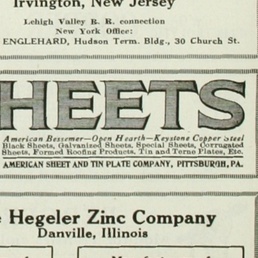 Irvington, New Jersey
Lehigh Valley R. R. connection
New York Office:
ENGLEHARD, Hudson Term. Bldg., 30 Church St.
HEETS
American Bessemer—Open Hearth—Keystone Copper Steel
Black Sheets, Galvanized Sheets, Special Sheets, Corrugated
Sheets, Formed Roofing Products, Tin and Terne Plates, Etc.
AMERICAN SHEET AND TIN PLATE COMPANY, PITTSBURGH, PA.
e Hegeler Zinc Company
Danville, Illinois